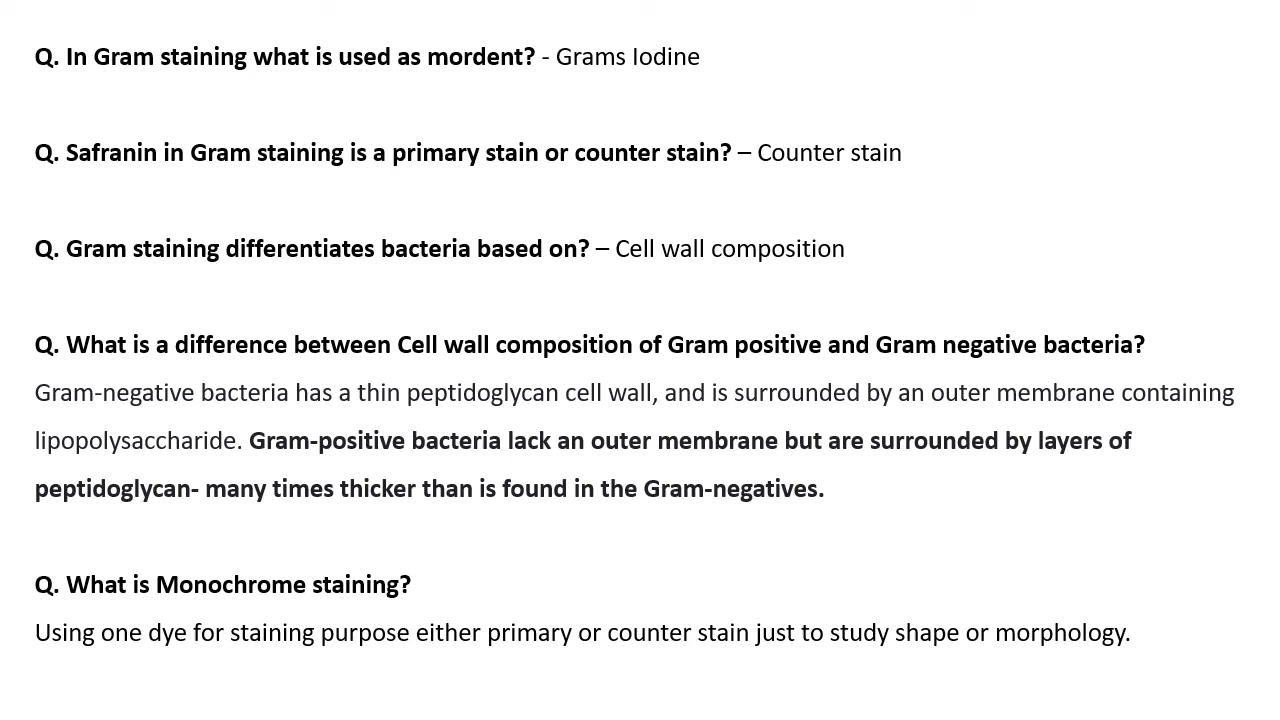 Q. In Gram staining what is used as mordent? - Grams Iodine
Q. Safranin in Gram staining is a primary stain or counter stain? – Counter stain
Q. Gram staining differentiates bacteria based on? – Cell wall composition
Q. What is a difference between Cell wall composition of Gram positive and Gram negative bacteria?
Gram-negative bacteria has a thin peptidoglycan cell wall, and is surrounded by an outer membrane containing
lipopolysaccharide. Gram-positive bacteria lack an outer membrane but are surrounded by layers of
peptidoglycan- many times thicker than is found in the Gram-negatives.
Q. What is Monochrome staining?
Using one dye for staining purpose either primary or counter stain just to study shape or morphology.